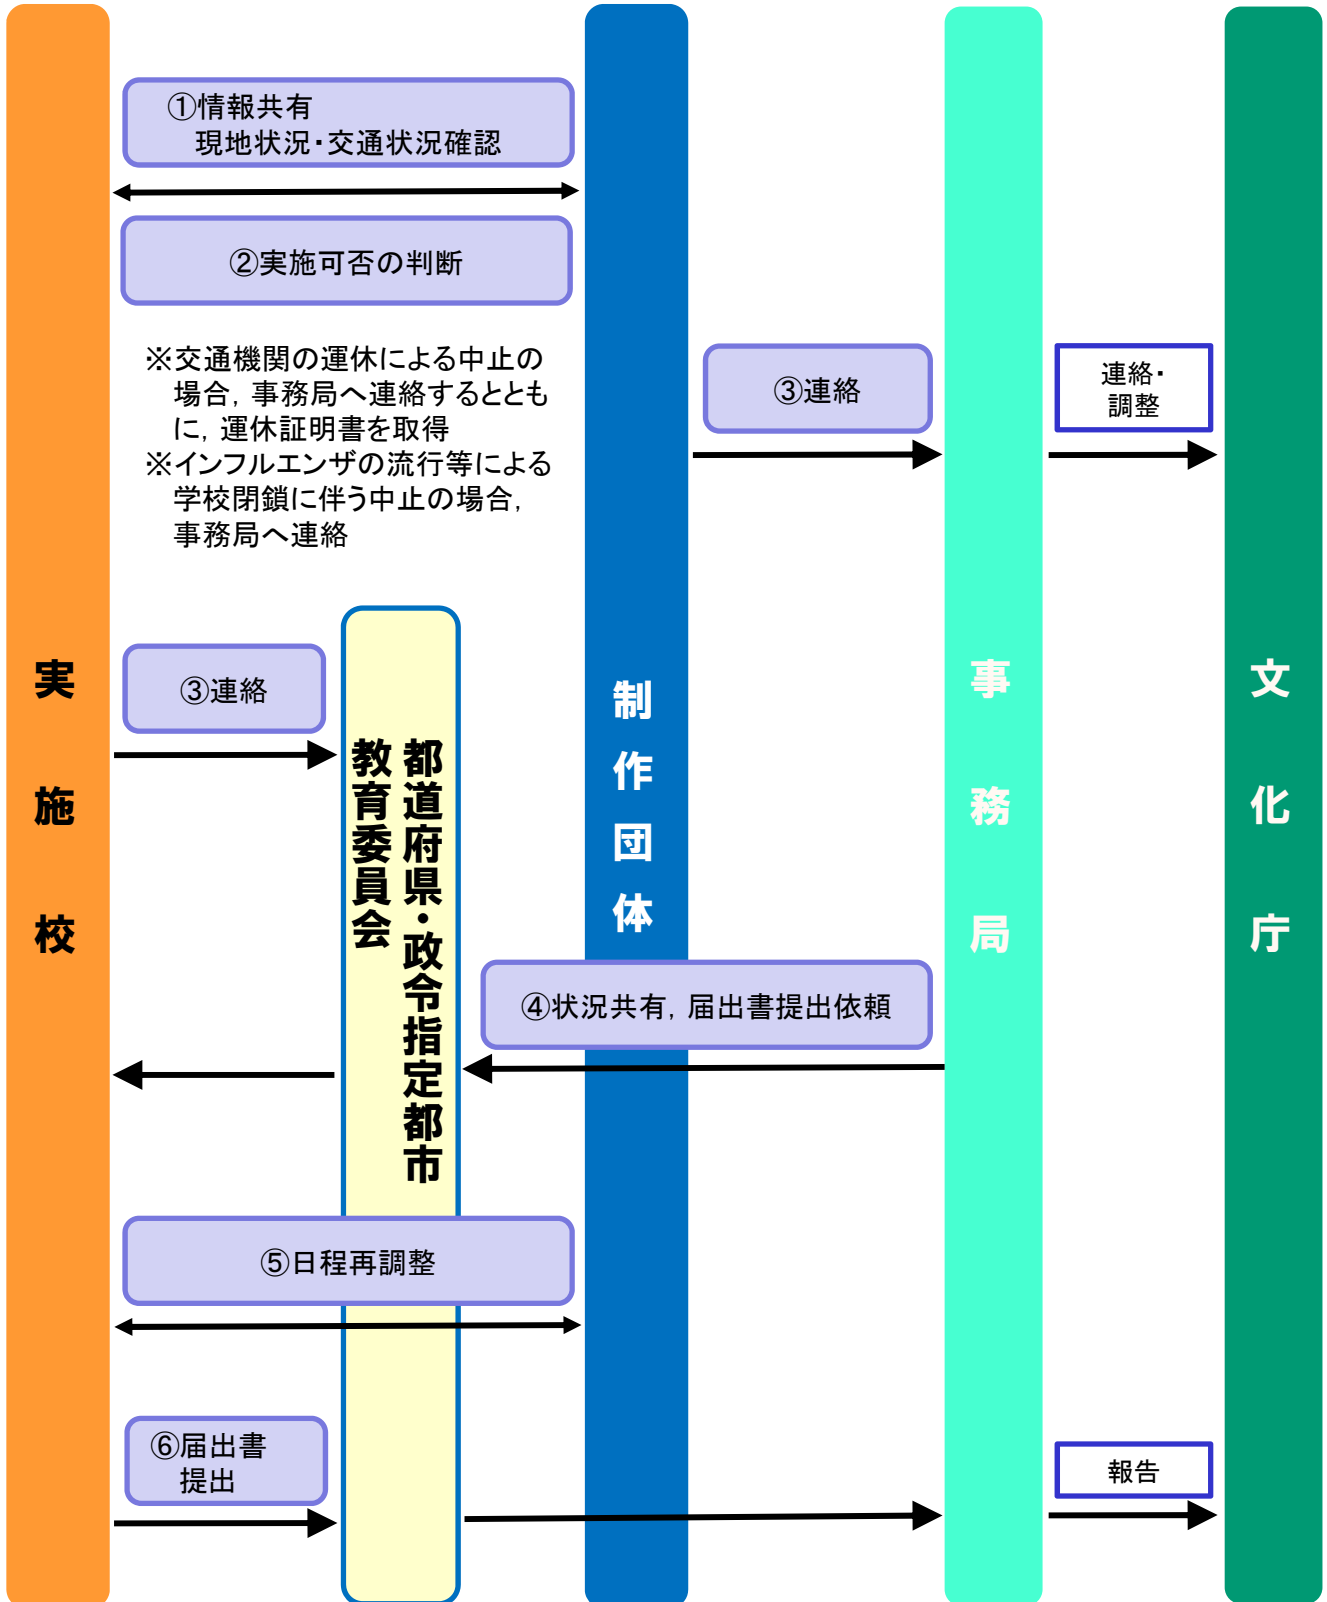 ①情報共有
現地状況・交通状況確認
②実施可否の判断
※交通機関の運休による中止の
場合，事務局へ連絡するととも
に，運休証明書を取得
※インフルエンザの流行等による
学校閉鎖に伴う中止の場合，
事務局へ連絡
③連絡
連絡・
調整
③連絡
実施校
都道府県・政令指定都市
教育委員会
制作団体
事務局
文化庁
④状況共有，届出書提出依頼
⑤日程再調整
⑥届出書
提出
報告